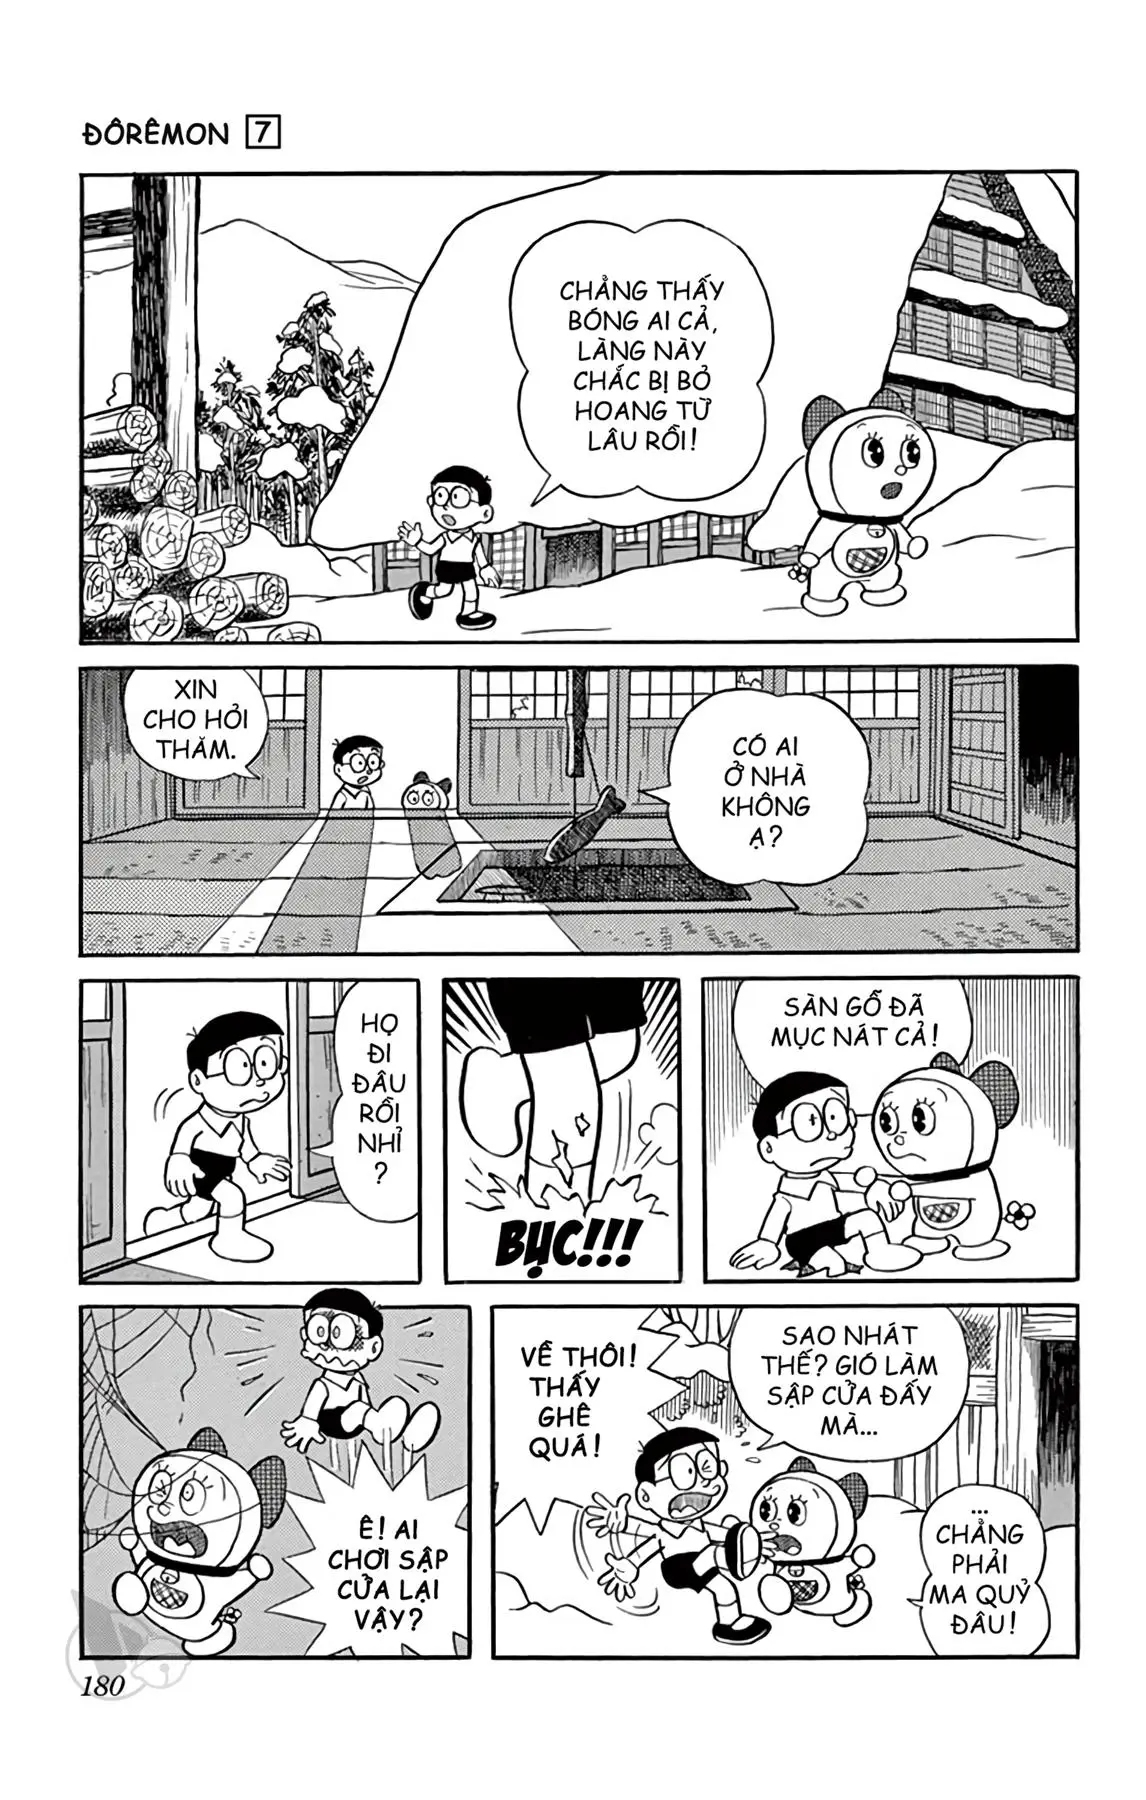 ĐÔRÊMON 7
CHẲNG THẤY
BÓNG AI CẢ,
LÀNG NÀY
CHẮC BỊ BỎ
HOANG TỪ
LÂU RỒI!
XIN
CHO HỎI
THĂM.
CÓ AI
Ở NHÀ
KHÔNG
Ạ?
HỌ
ĐI
ĐÂU
RỒI
NHỈ
?
BỤC!!!
SÀN GỖ ĐÃ
MỤC NÁT CẢ!
Ê! AI
CHƠI SẬP
CỬA LẠI
VẬY?
VỀ THÔI!
THẤY
GHÊ
QUÁ!
SAO NHÁT
THẾ? GIÓ LÀM
SẬP CỬA ĐẤY
MÀ...
...
CHẲNG
PHẢI
MA QUỶ
ĐÂU!
180